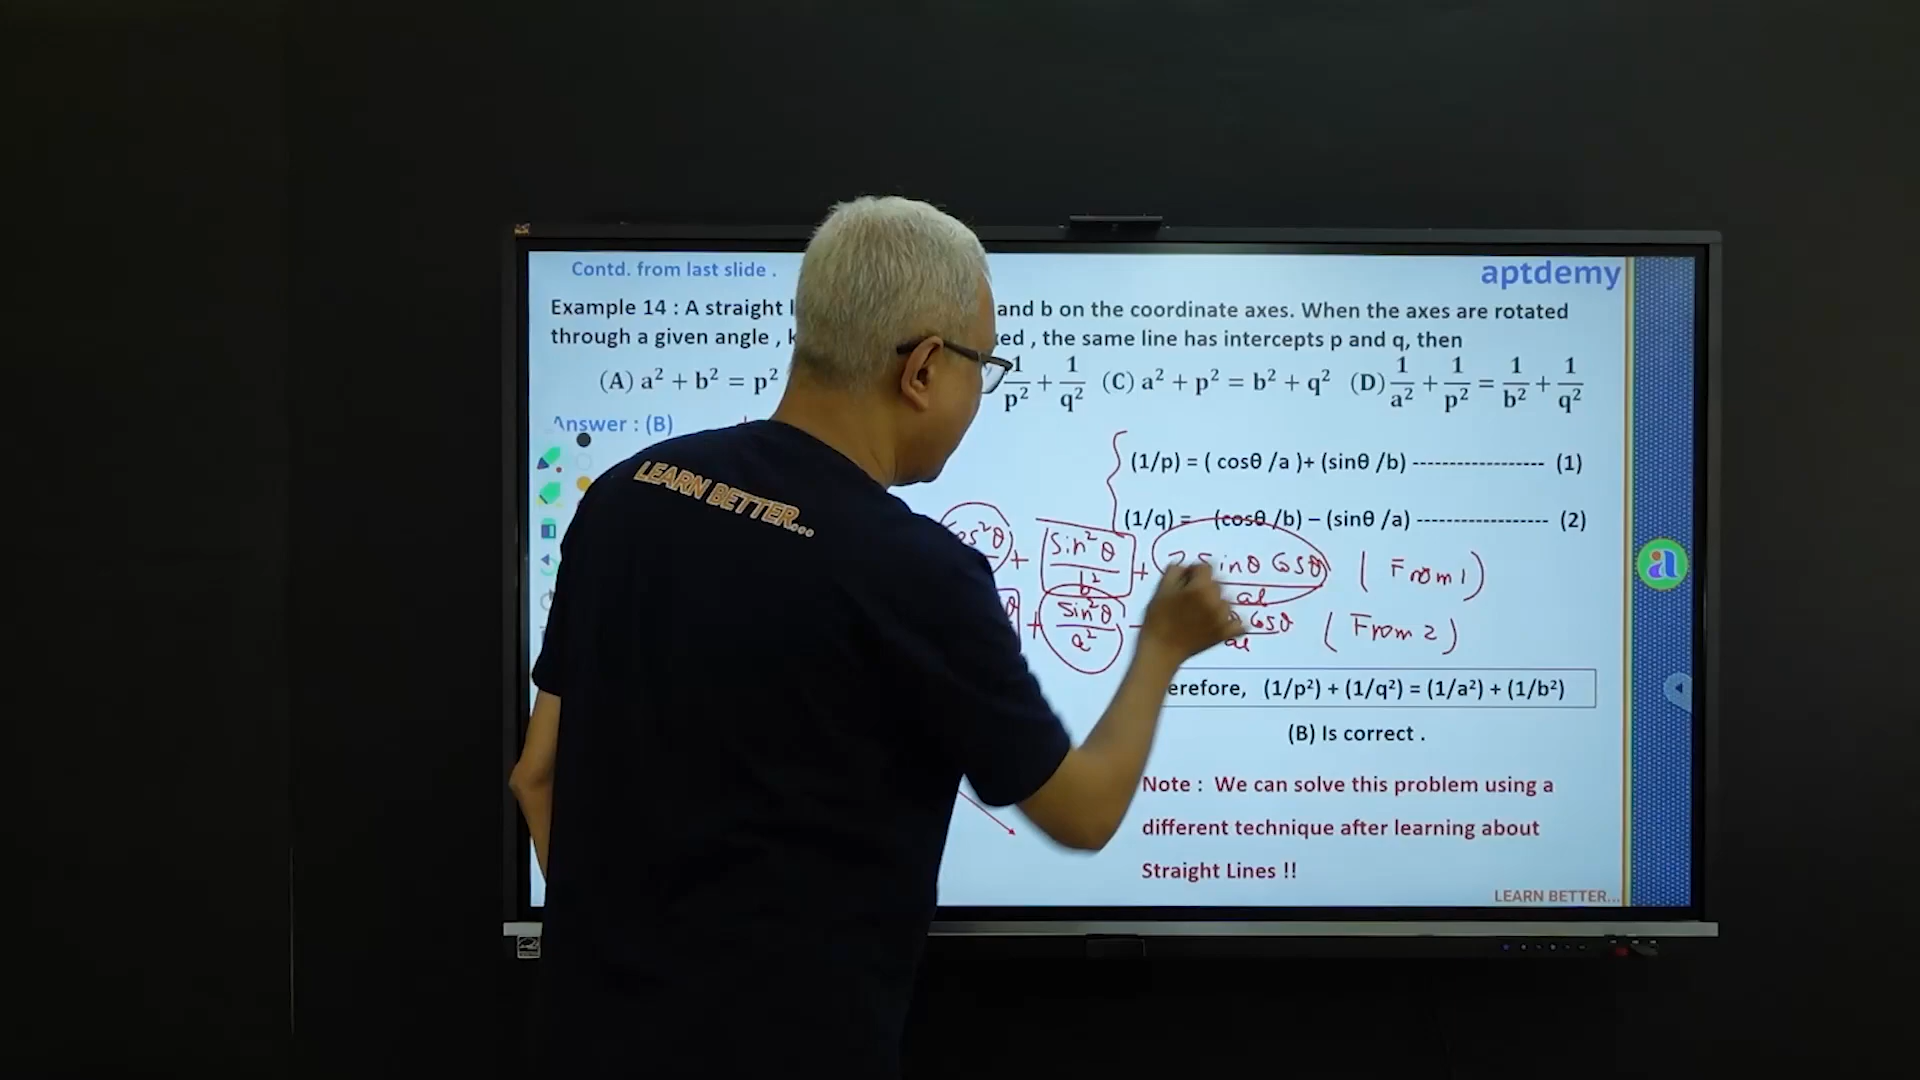 Contd. from last slide .
aptdemy
Example 14 : A straight and b on the coordinate axes. When the axes are rotated
through a given angle , the same line has intercepts p and q, then
(A) a² + b² = p² 1/p² + 1/q² (C) a² + p² = b² + q² (D) 1/a² + 1/p² = 1/b² + 1/q²
Answer : (B)
(1/p) = ( cosθ /a )+ (sinθ /b) ------------------ (1)
(1/q) = (cosθ /b) – (sinθ /a) ------------------ (2)
+ Sin²θ/b² + Sinθ Cosθ ( From 1 )
+ Sin²θ/a² Cosθ ( From 2 )
(1/p²) + (1/q²) = (1/a²) + (1/b²)
(B) Is correct .
Note : We can solve this problem using a
different technique after learning about
Straight Lines !!
LEARN BETTER...
LEARN BETTER...